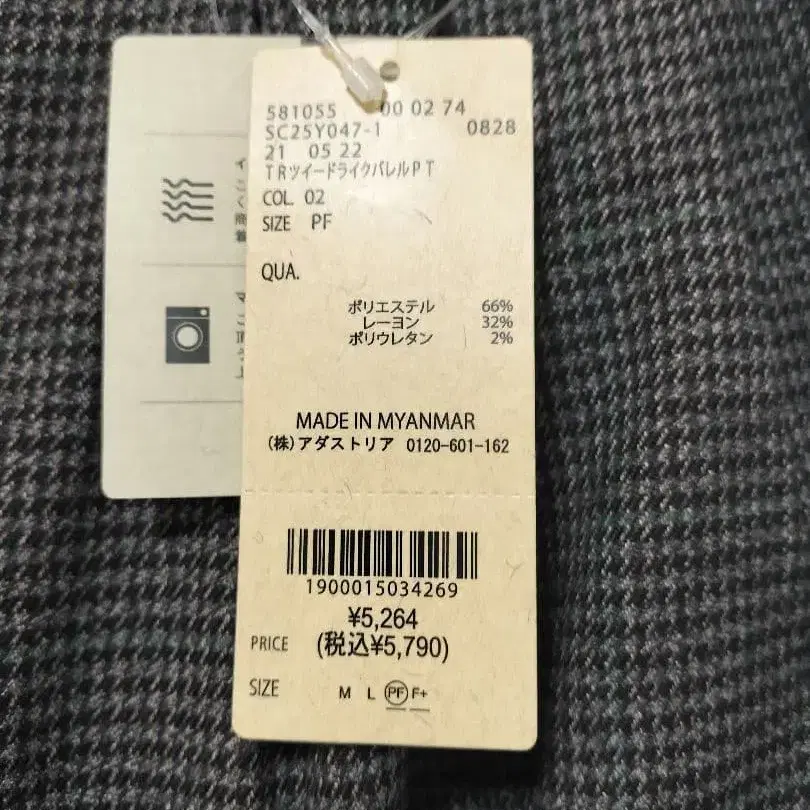 581055 00 02 74
SC25Y047-1 0828
21 05 22
TRツイードライクバレルPT
COL. 02
SIZE PF
QUA.
ポリエステル 66%
レーヨン 32%
ポリウレタン 2%
MADE IN MYANMAR
(株)アダストリア 0120-601-162
1900015034269
¥5,264
PRICE (税込¥5,790)
SIZE M L PF F+